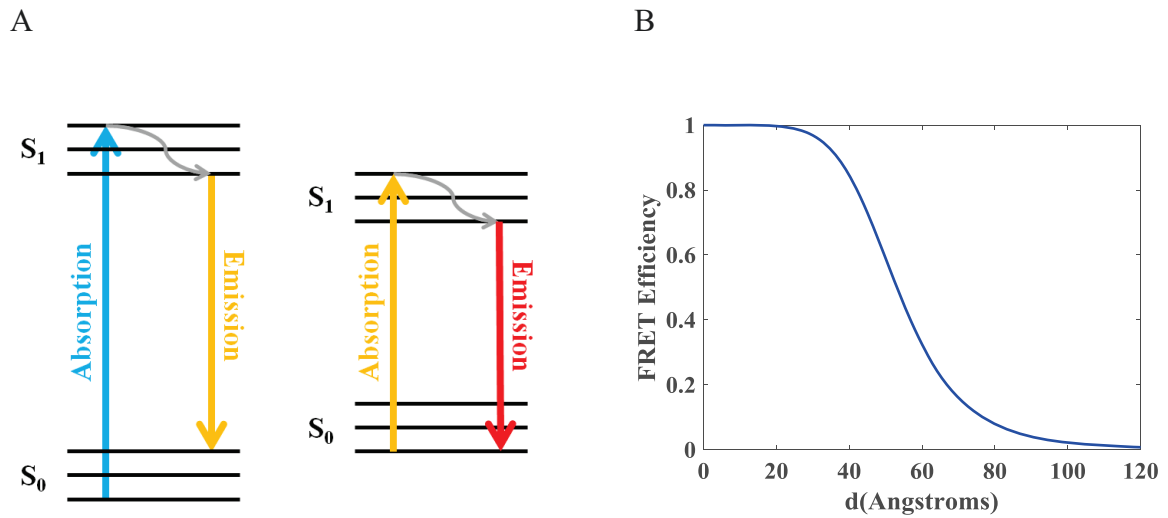 A
B
S1
Absorption
Emission
S0
S1
Absorption
Emission
S0
FRET Efficiency
1
0.8
0.6
0.4
0.2
0
0 20 40 60 80 100 120
d(Angstroms)